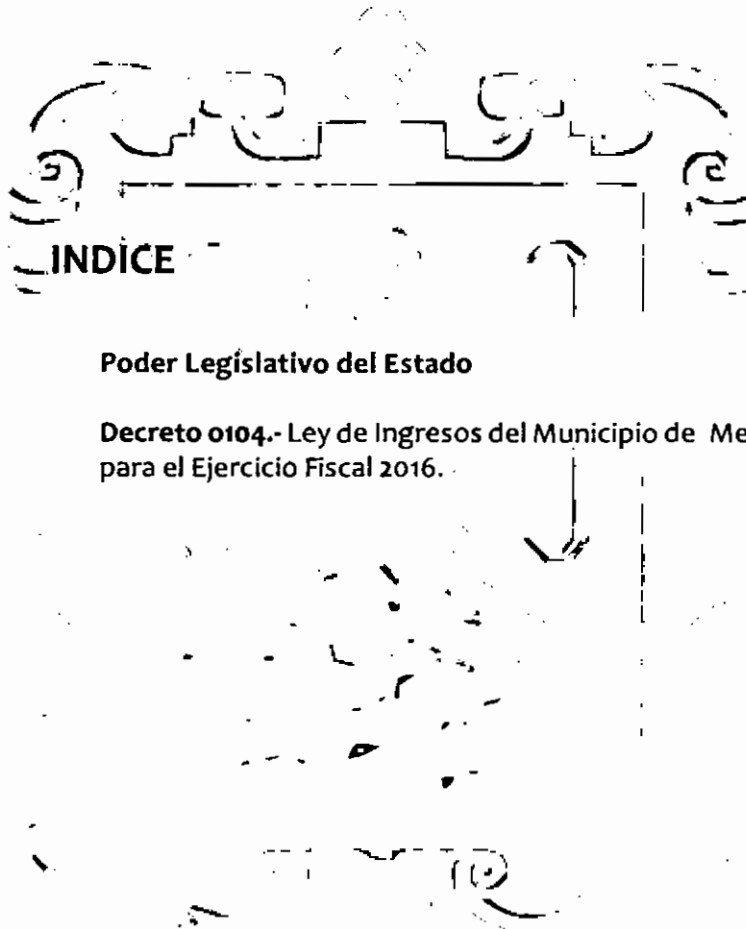 INDICE
Poder Legislativo del Estado
Decreto 0104.- Ley de Ingresos del Municipio de
para el Ejercicio Fiscal 2016.